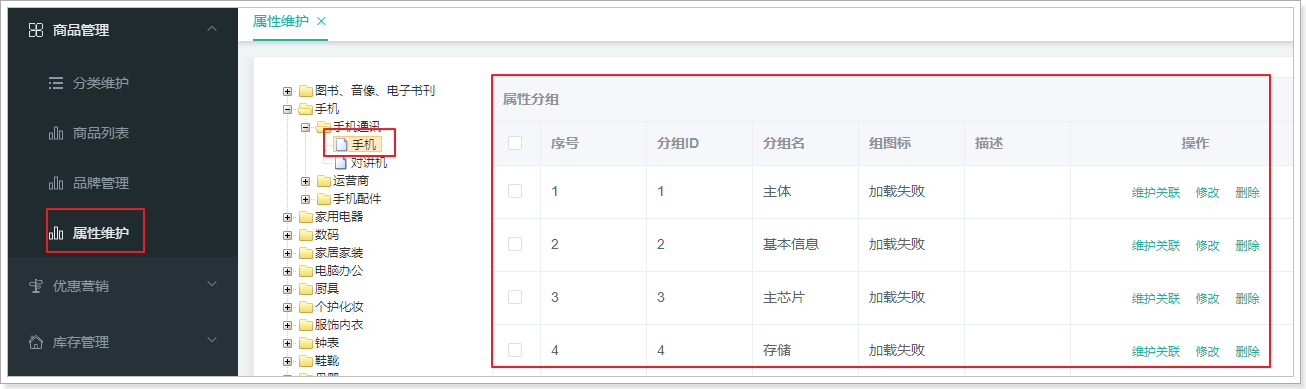 商品管理
分类维护
商品列表
品牌管理
属性维护
优惠营销
库存管理
属性维护 ×
图书、音像、电子书刊
手机
手机通讯
手机
对讲机
运营商
手机配件
家用电器
数码
家居家装
电脑办公
厨具
个护化妆
服饰内衣
钟表
鞋靴
属性分组
序号 分组ID 分组名 组图标 描述 操作
1 1 主体 加载失败 维护关联 修改 删除
2 2 基本信息 加载失败 维护关联 修改 删除
3 3 主芯片 加载失败 维护关联 修改 删除
4 4 存储 加载失败 维护关联 修改 删除